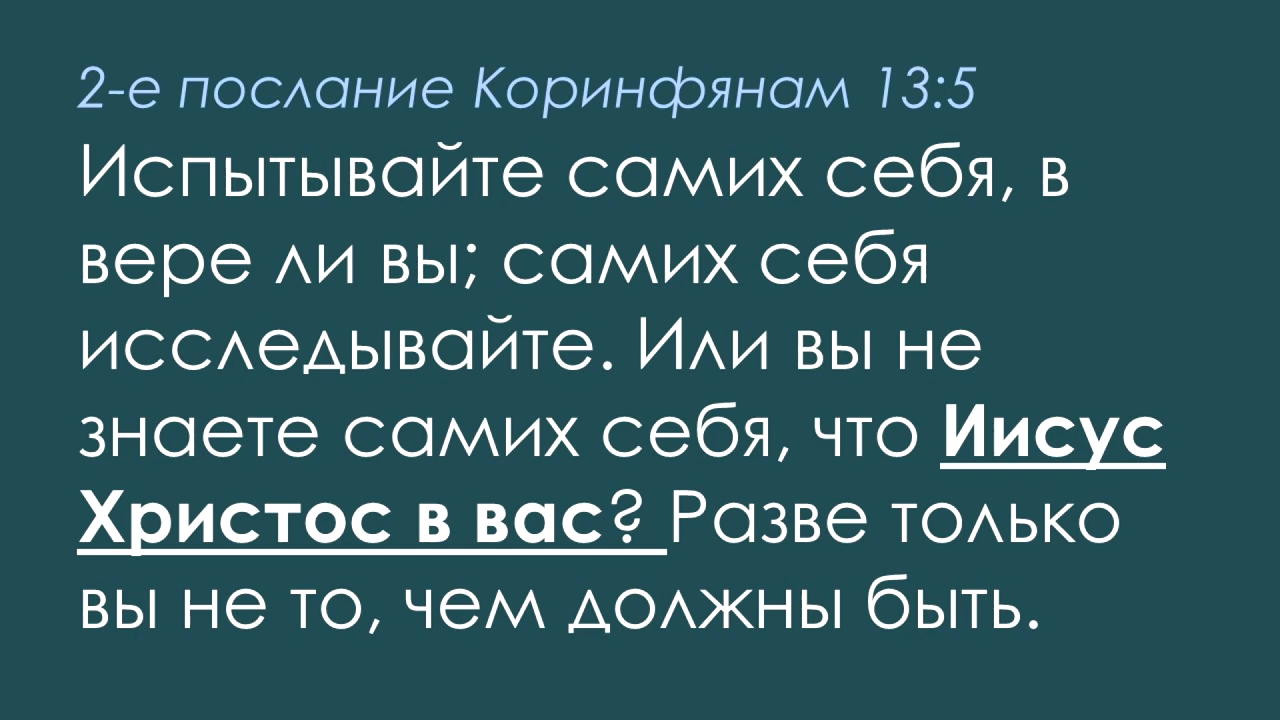 2-е послание Коринфянам 13:5
Испытывайте самих себя, в
вере ли вы; самих себя
исследывайте. Или вы не
знаете самих себя, что Иисус
Христос в вас? Разве только
вы не то, чем должны быть.